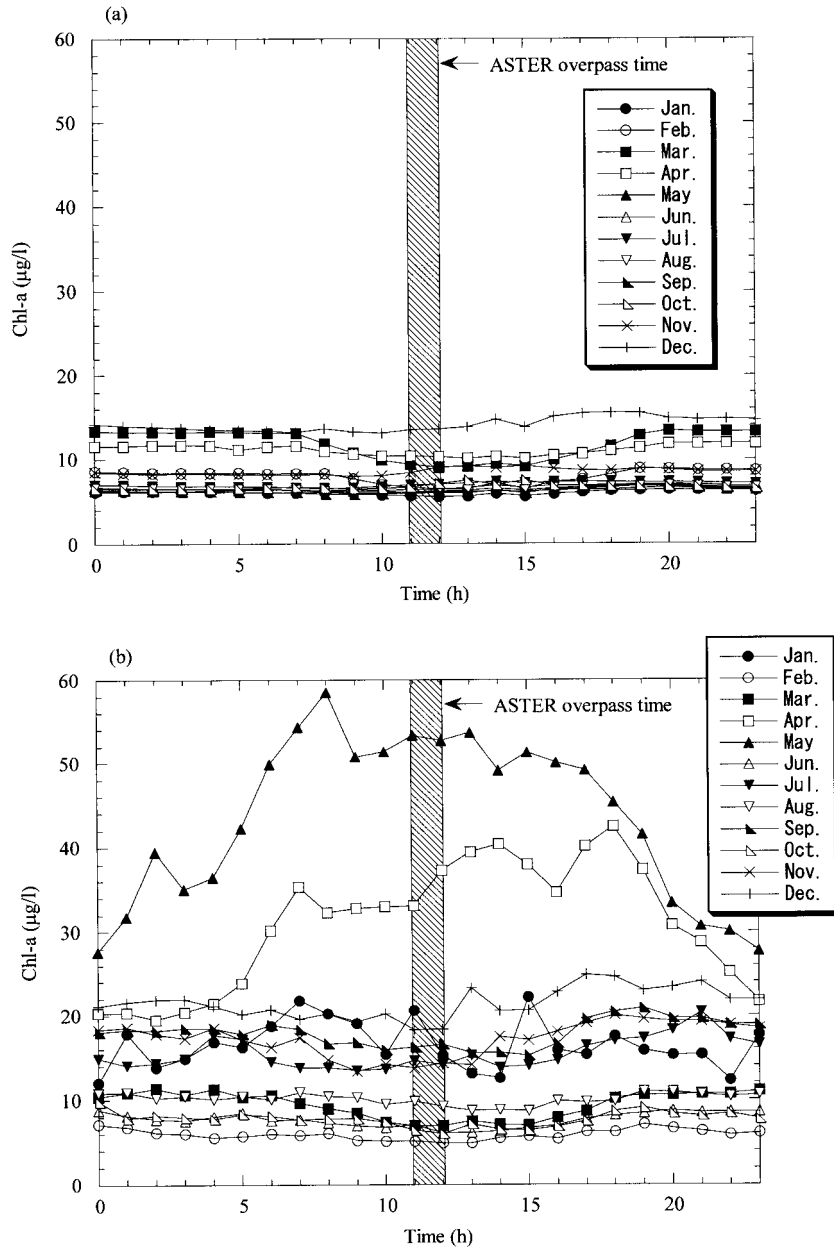 (a)
60
50
40
30
20
10
0
Chl-a (μg/l)
0 5 10 15 20
Time (h)
ASTER overpass time
Jan.
Feb.
Mar.
Apr.
May
Jun.
Jul.
Aug.
Sep.
Oct.
Nov.
Dec.
(b)
60
50
40
30
20
10
0
Chl-a (μg/l)
0 5 10 15 20
Time (h)
ASTER overpass time
Jan.
Feb.
Mar.
Apr.
May
Jun.
Jul.
Aug.
Sep.
Oct.
Nov.
Dec.